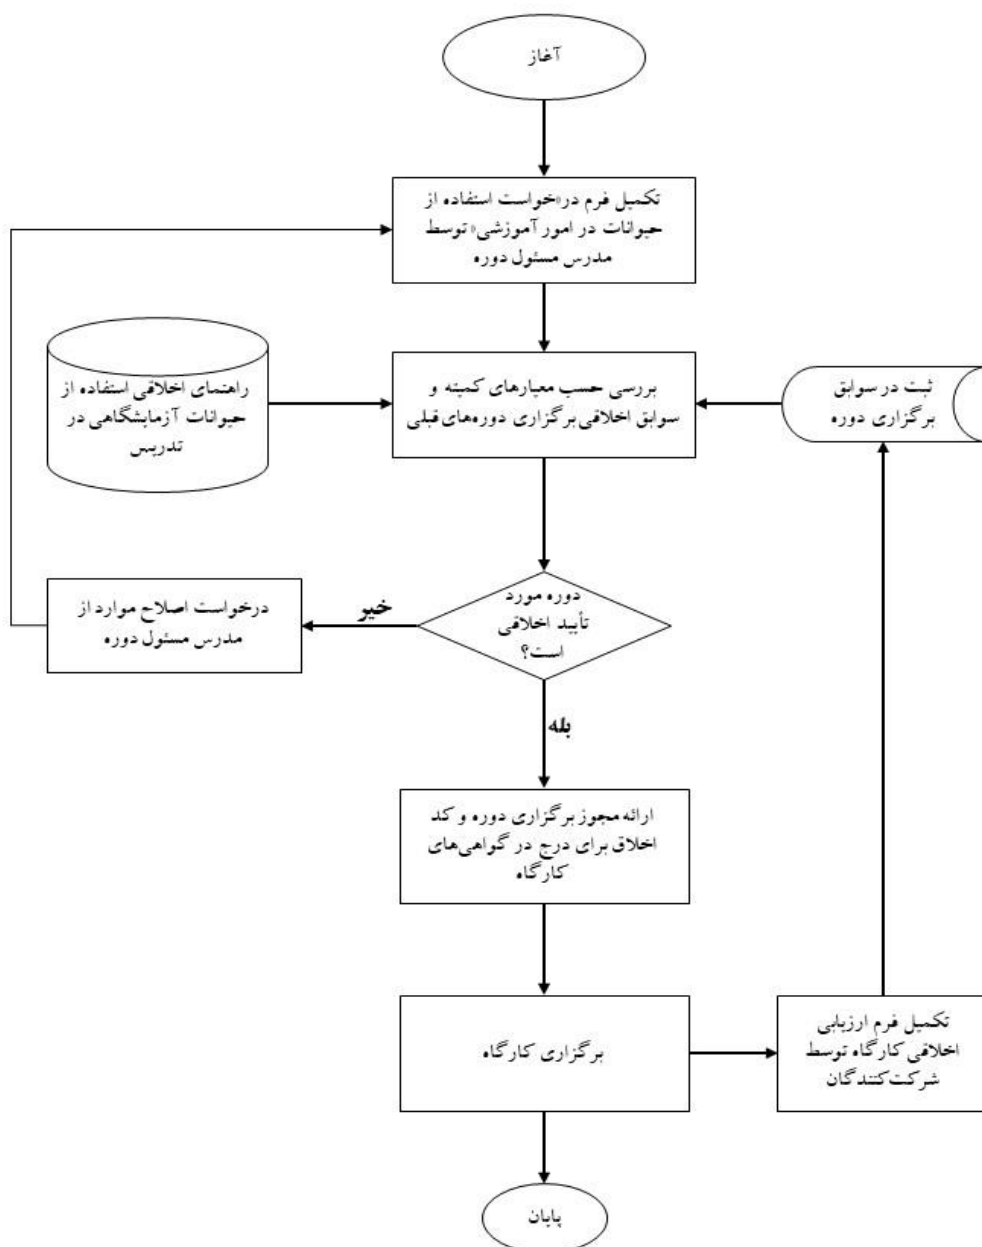 آغاز
تکمیل فرم در«خواست استفاده از
حیوانات در امور آموزشی» توسط
مدرس مسئول دوره
راهنمای اخلاقی استفاده از
حیوانات آزمایشگاهی در
تدریس
بررسی حسب معیارهای کمیته و
سوابق اخلاقی برگزاری دوره‌های قبلی
ثبت در سوابق
برگزاری دوره
دوره مورد
تأیید اخلاقی
است؟
خیر
درخواست اصلاح موارد از
مدرس مسئول دوره
بله
ارائه مجوز برگزاری دوره و کد
اخلاق برای درج در گواهی‌های
کارگاه
برگزاری کارگاه
تکمیل فرم ارزیابی
اخلاقی کارگاه توسط
شرکت‌کنندگان
پایان